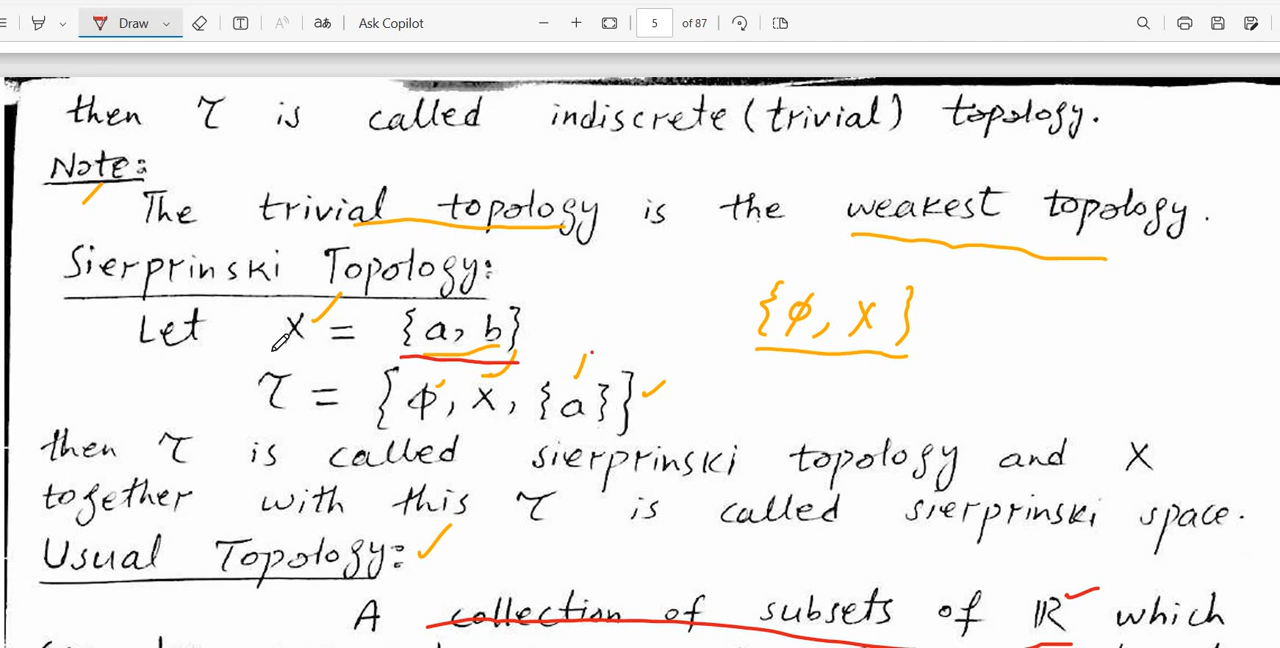 Draw aあ Ask Copilot 5 of 87
then τ is called indiscrete (trivial) topology.
Note:
The trivial topology is the weakest topology.
Sierprinski Topology:
Let X = {a, b} {ϕ, X}
τ = {ϕ, X, {a}}
then τ is called sierprinski topology and X
together with this τ is called sierprinski space.
Usual Topology:
A collection of subsets of ℝ which